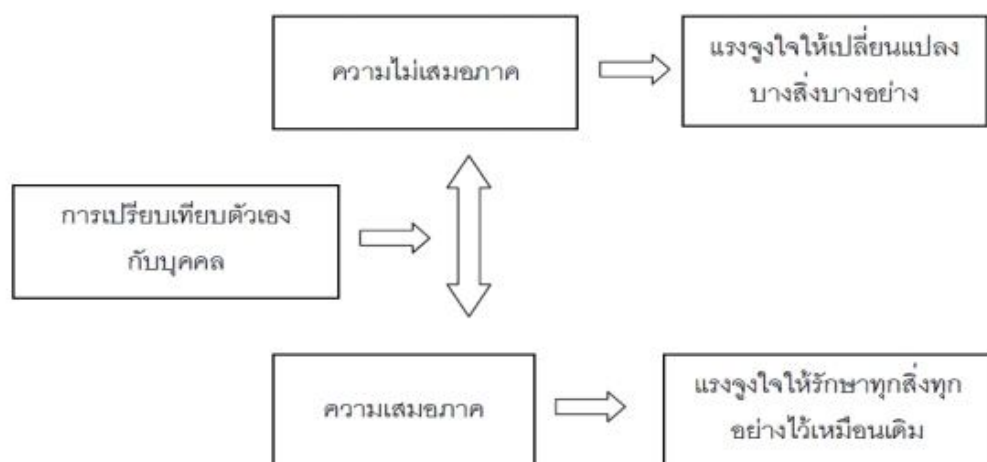 ความไม่เสมอภาค
แรงจูงใจให้เปลี่ยนแปลง
บางสิ่งบางอย่าง
การเปรียบเทียบตัวเอง
กับบุคคล
ความเสมอภาค
แรงจูงใจให้รักษาทุกสิ่งทุก
อย่างไว้เหมือนเดิม